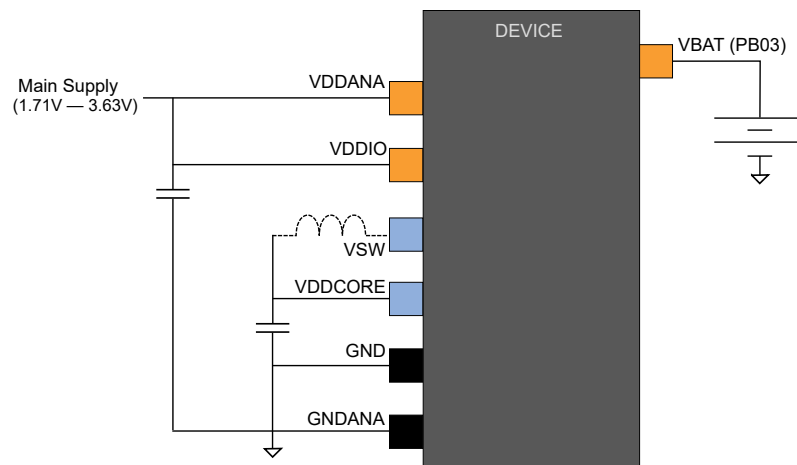 DEVICE
VBAT (PB03)
VDDANA
Main Supply
(1.71V — 3.63V)
VDDIO
VSW
VDDCORE
GND
GNDANA